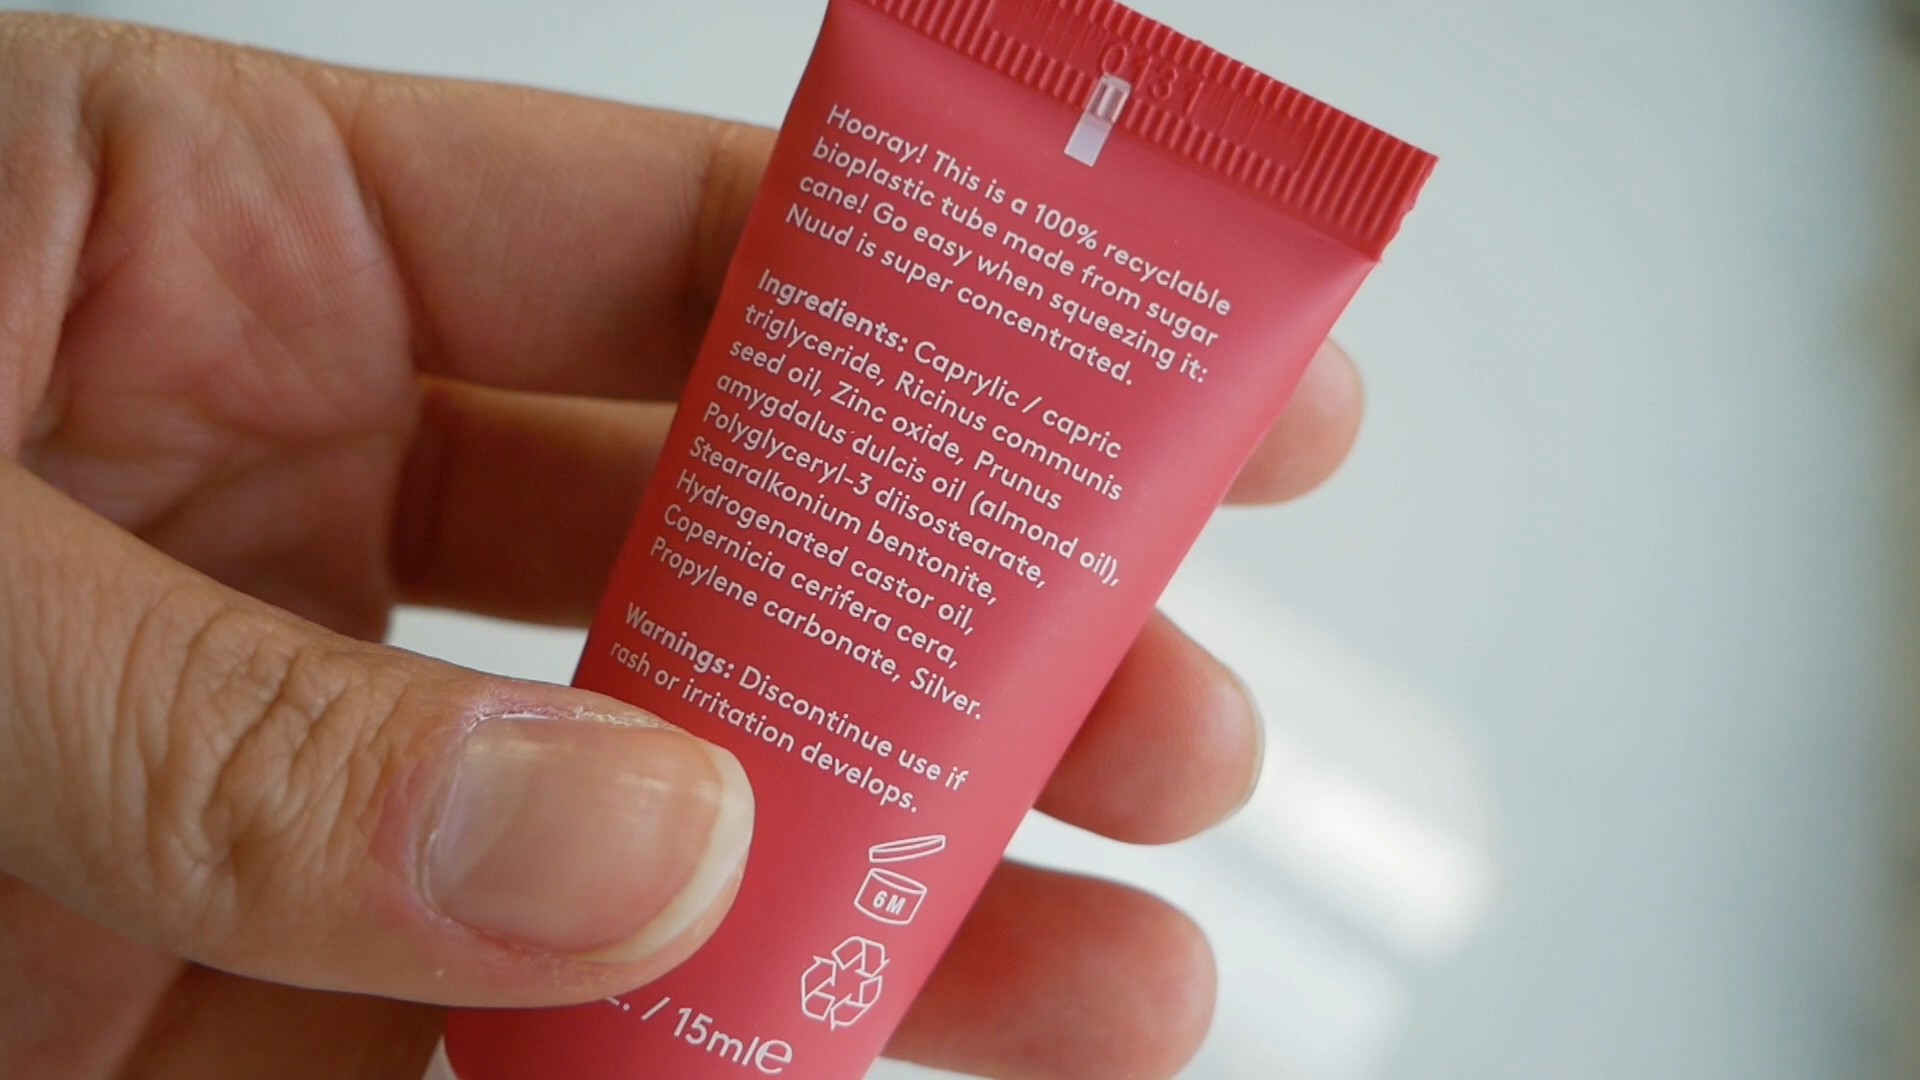 0131
Hooray! This is a 100% recyclable
bioplastic tube made from sugar
cane! Go easy when squeezing it:
Nuud is super concentrated.
Ingredients: Caprylic / capric
triglyceride, Ricinus communis
seed oil, Zinc oxide, Prunus
amygdalus dulcis oil (almond oil),
Polyglyceryl-3 diisostearate,
Stearalkonium bentonite,
Hydrogenated castor oil,
Copernicia cerifera cera,
Propylene carbonate, Silver.
Warnings: Discontinue use if
rash or irritation develops.
6M
/ 15ml℮